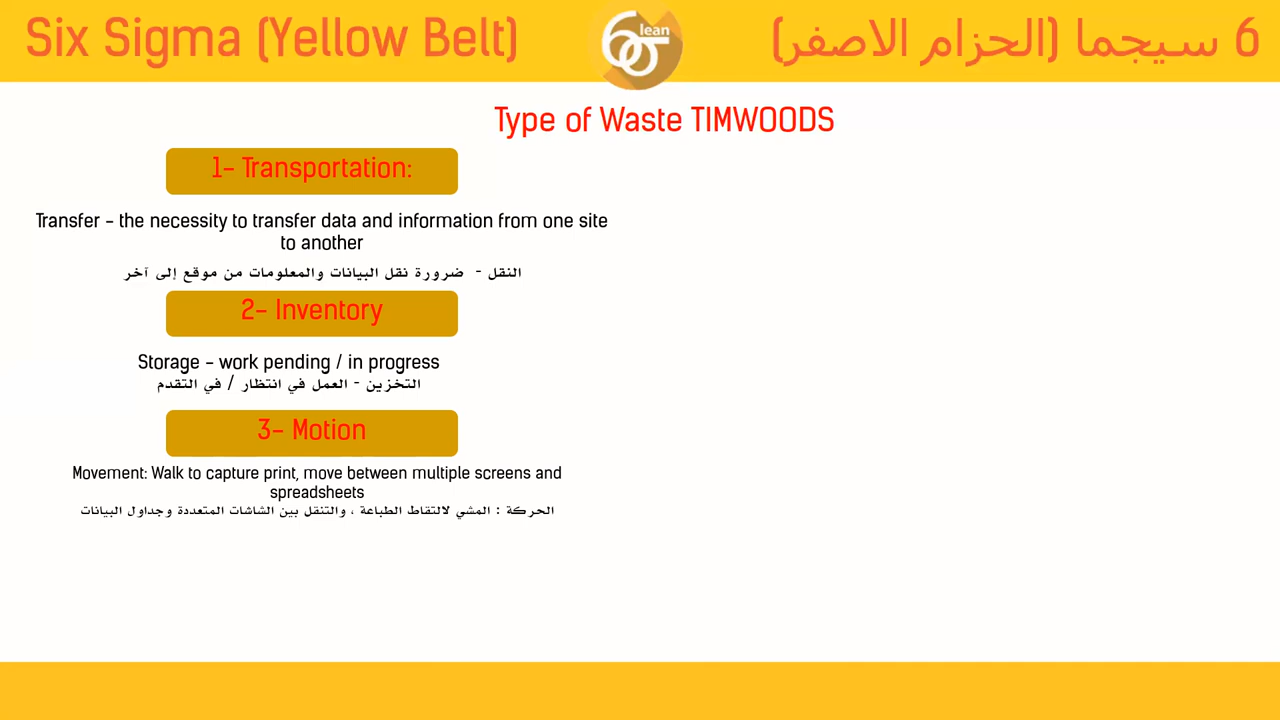 Six Sigma (Yellow Belt)
lean
6σ
6 سيجما (الحزام الاصفر)
Type of Waste TIMWOODS
1- Transportation:
Transfer - the necessity to transfer data and information from one site
to another
النقل - ضرورة نقل البيانات والمعلومات من موقع إلى آخر
2- Inventory
Storage - work pending / in progress
التخزين - العمل في انتظار / في التقدم
3- Motion
Movement: Walk to capture print, move between multiple screens and
spreadsheets
الحركة : المشي لالتقاط الطباعة ، والتنقل بين الشاشات المتعددة وجداول البيانات